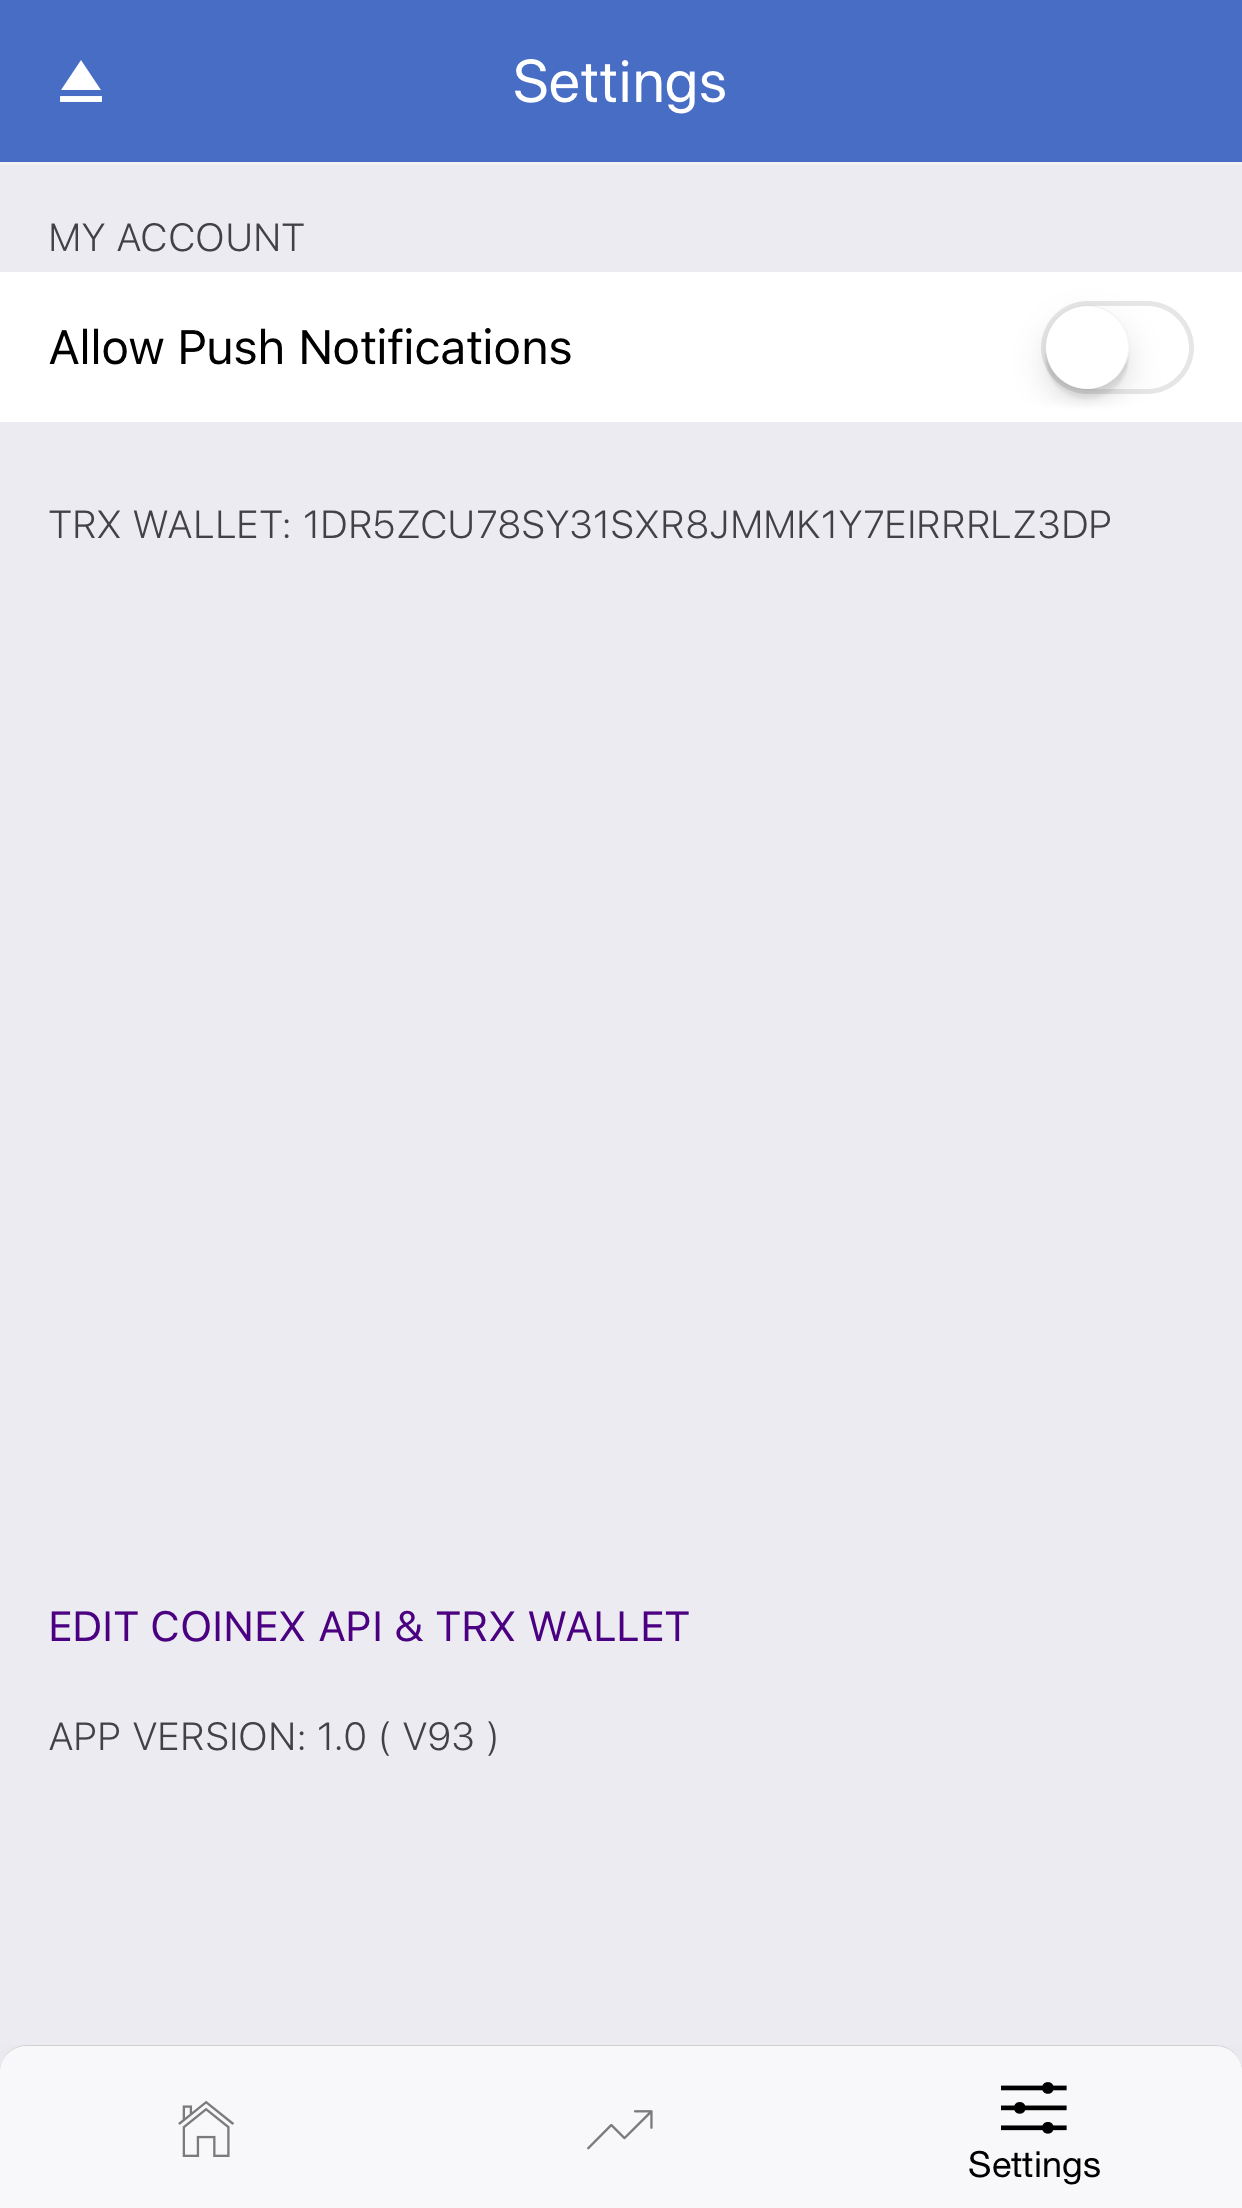 Settings
MY ACCOUNT
Allow Push Notifications
TRX WALLET: 1DR5ZCU78SY31SXR8JMMK1Y7EIRRRLZ3DP
EDIT COINEX API & TRX WALLET
APP VERSION: 1.0 ( V93 )
Settings